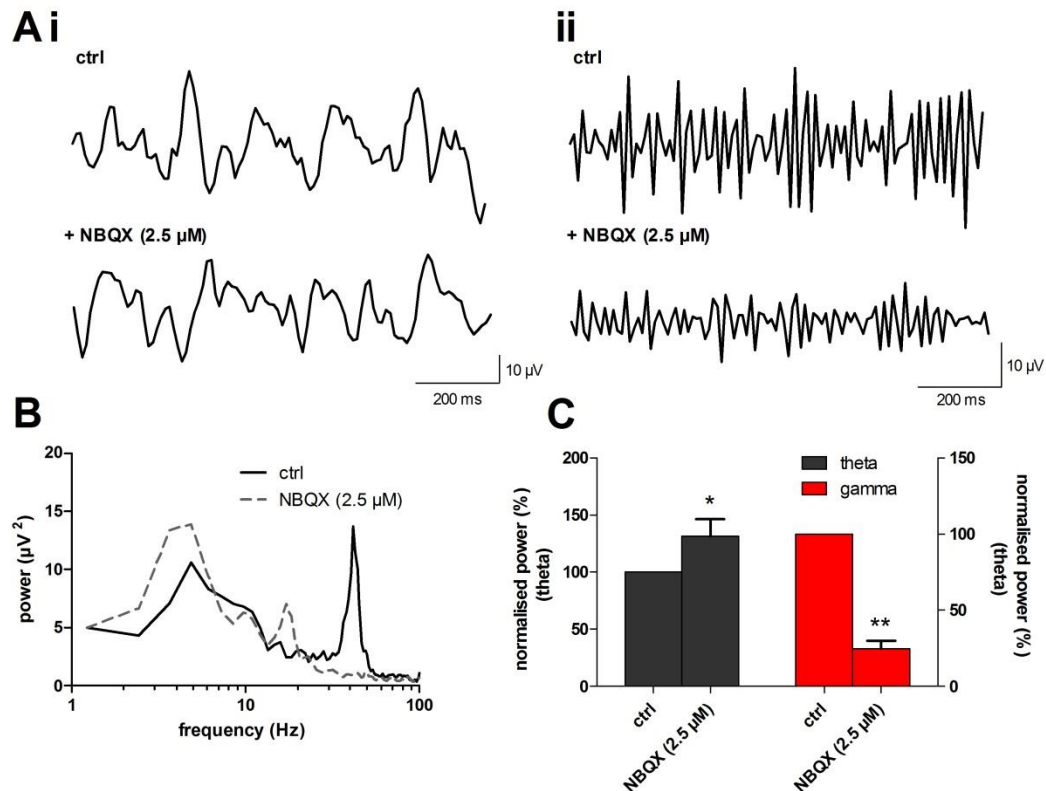 A i
ctrl
+ NBQX (2.5 µM)
10 µV
200 ms
ii
ctrl
+ NBQX (2.5 µM)
10 µV
200 ms
B
20
15
10
5
0
power (µV²)
ctrl
NBQX (2.5 µM)
1
10
100
frequency (Hz)
C
200
150
100
50
0
normalised power (%)
(theta)
theta
gamma
*
**
150
100
50
0
normalised power (%)
(theta)
ctrl
NBQX (2.5 µM)
ctrl
NBQX (2.5 µM)